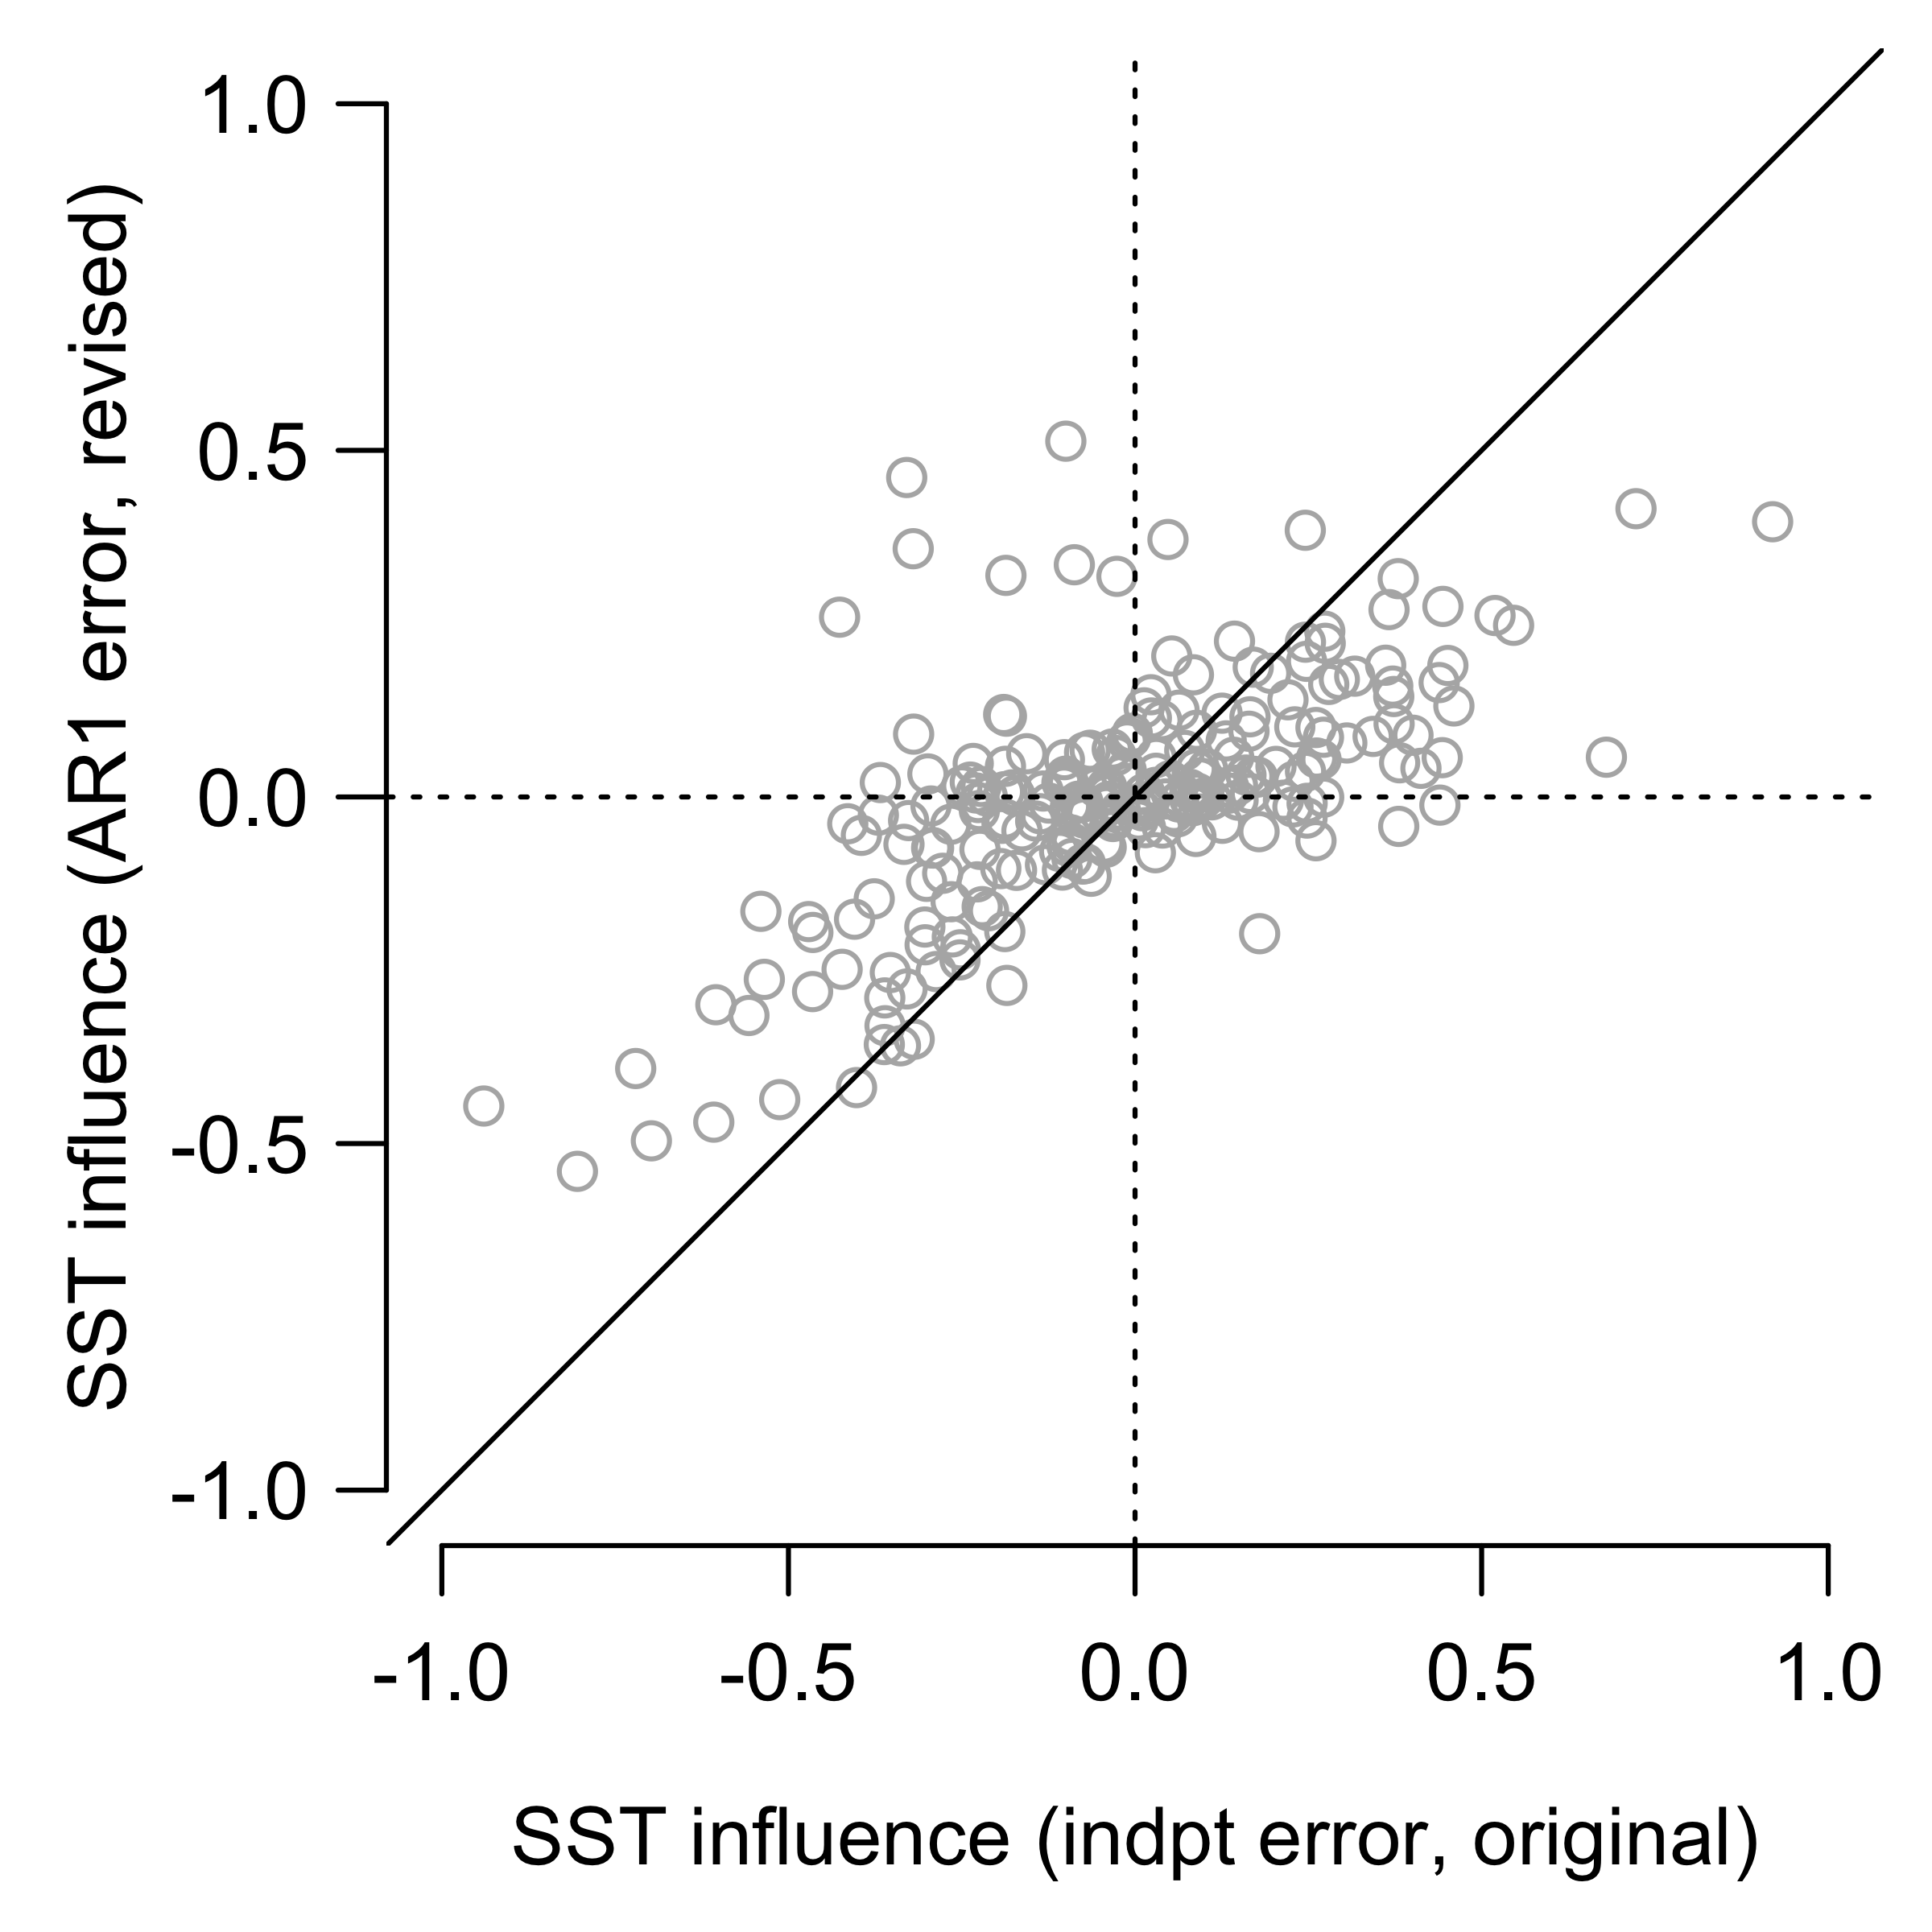 SST influence (AR1 error, revised)
1.0
0.5
0.0
-0.5
-1.0
-1.0 -0.5 0.0 0.5 1.0
SST influence (indpt error, original)